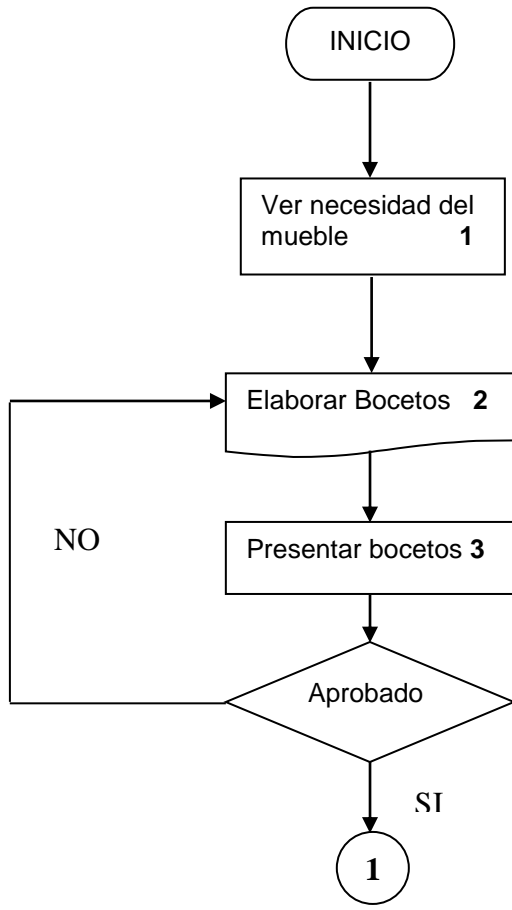 INICIO
Ver necesidad del
mueble 1
Elaborar Bocetos 2
NO
Presentar bocetos 3
Aprobado
SI
1